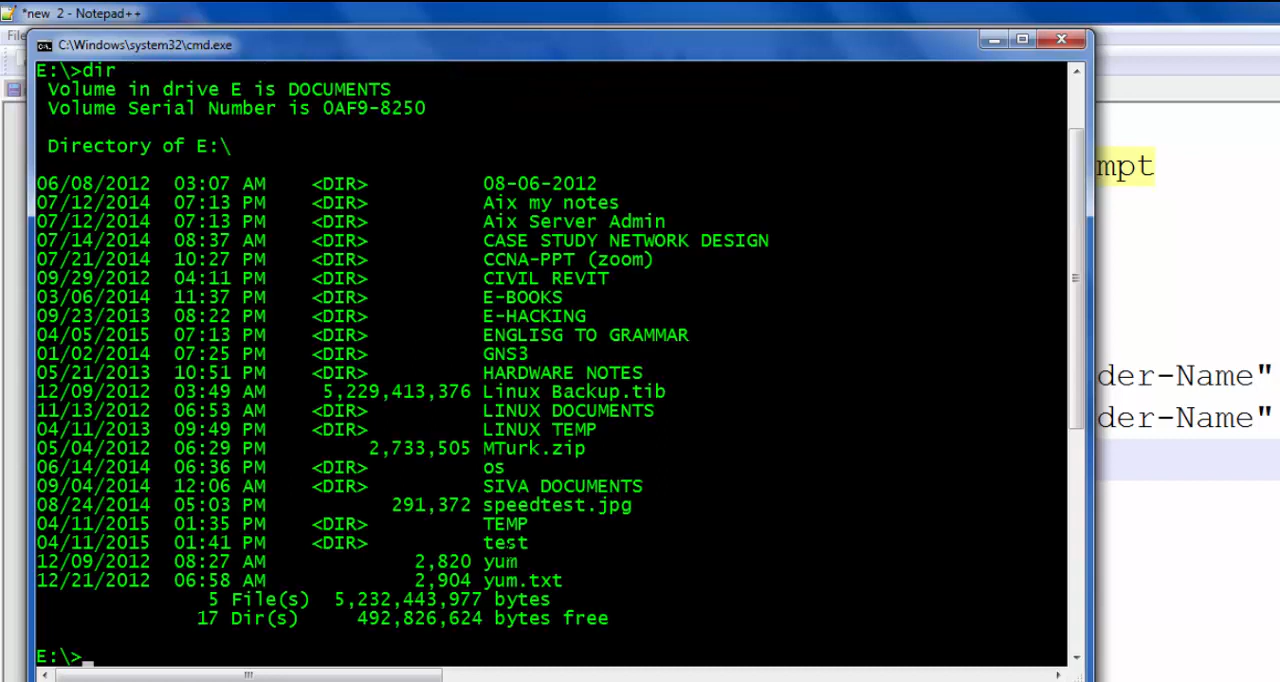 *new 2 - Notepad++
File
C:\Windows\system32\cmd.exe
E:\>dir
Volume in drive E is DOCUMENTS
Volume Serial Number is 0AF9-8250
Directory of E:\
06/08/2012 03:07 AM <DIR> 08-06-2012
07/12/2014 07:13 PM <DIR> Aix my notes
07/12/2014 07:13 PM <DIR> Aix Server Admin
07/14/2014 08:37 AM <DIR> CASE STUDY NETWORK DESIGN
07/21/2014 10:27 PM <DIR> CCNA-PPT (zoom)
09/29/2012 04:11 PM <DIR> CIVIL REVIT
03/06/2014 11:37 PM <DIR> E-BOOKS
09/23/2013 08:22 PM <DIR> E-HACKING
04/05/2015 07:13 PM <DIR> ENGLISG TO GRAMMAR
01/02/2014 07:25 PM <DIR> GNS3
05/21/2013 10:51 PM <DIR> HARDWARE NOTES
12/09/2012 03:49 AM 5,229,413,376 Linux Backup.tib
11/13/2012 06:53 AM <DIR> LINUX DOCUMENTS
04/11/2013 09:49 PM <DIR> LINUX TEMP
05/04/2012 06:29 PM 2,733,505 MTurk.zip
06/14/2014 06:36 PM <DIR> os
09/04/2014 12:06 AM <DIR> SIVA DOCUMENTS
08/24/2014 05:03 PM 291,372 speedtest.jpg
04/11/2015 01:35 PM <DIR> TEMP
04/11/2015 01:41 PM <DIR> test
12/09/2012 08:27 AM 2,820 yum
12/21/2012 06:58 AM 2,904 yum.txt
5 File(s) 5,232,443,977 bytes
17 Dir(s) 492,826,624 bytes free
E:\>
mpt
der-Name"
der-Name"